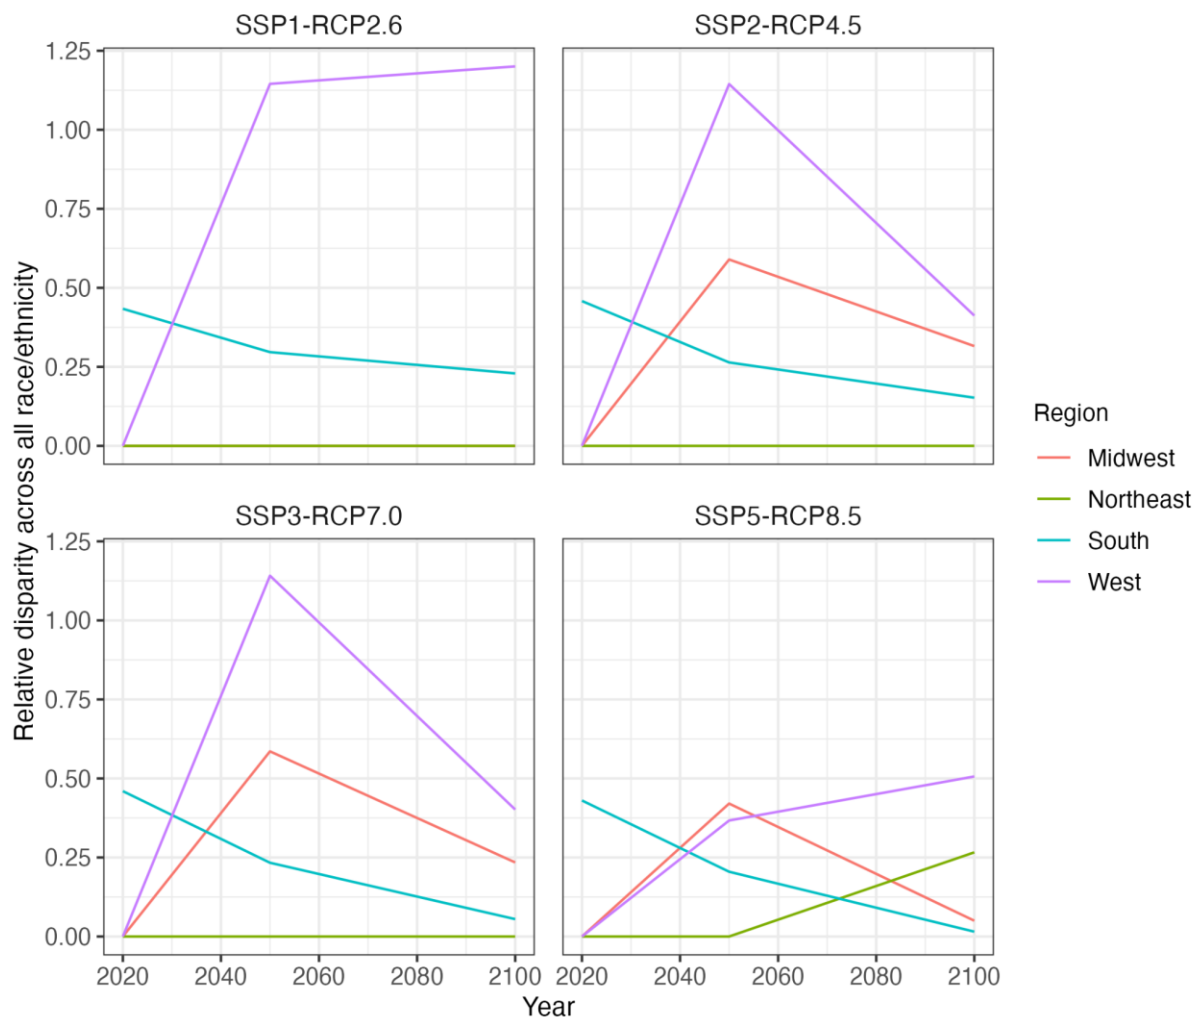 SSP1-RCP2.6
SSP2-RCP4.5
1.25
1.00
0.75
0.50
0.25
0.00
SSP3-RCP7.0
SSP5-RCP8.5
1.25
1.00
0.75
0.50
0.25
0.00
2020 2040 2060 2080 2100
2020 2040 2060 2080 2100
Year
Relative disparity across all race/ethnicity
Region
Midwest
Northeast
South
West